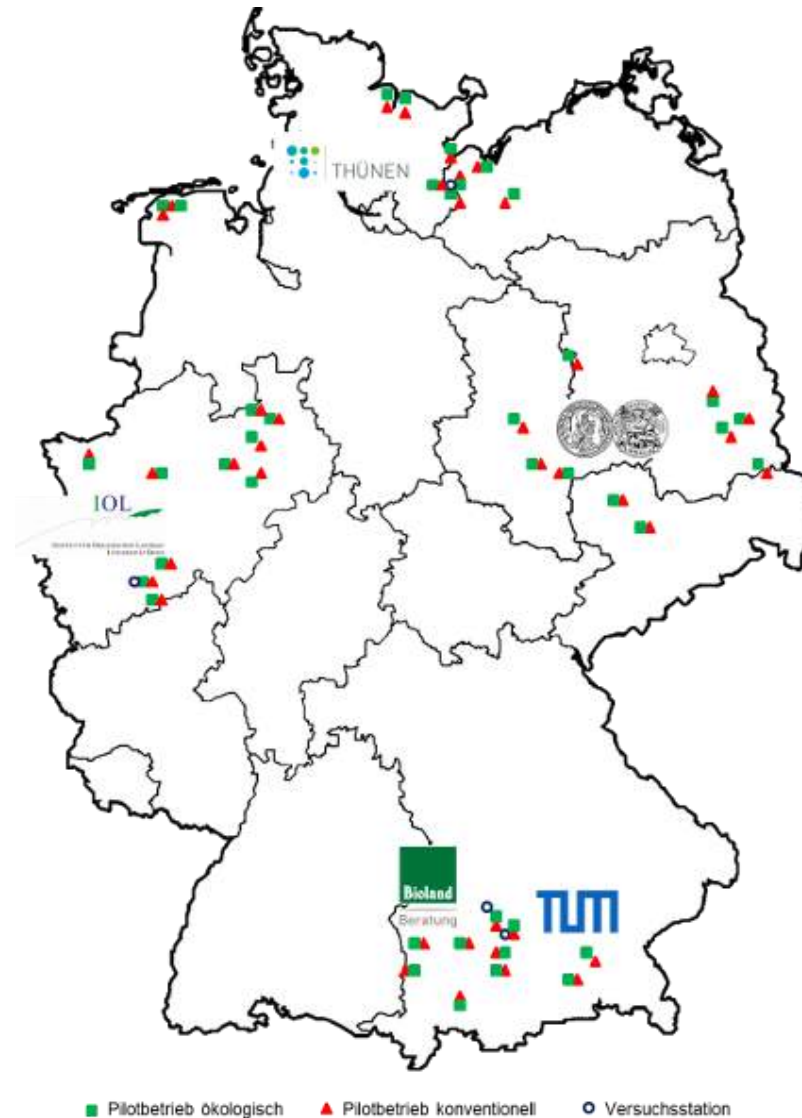 THÜNEN
IOL
Bioland
Beratung
TUM
Pilotbetrieb ökologisch
Pilotbetrieb konventionell
Versuchsstation